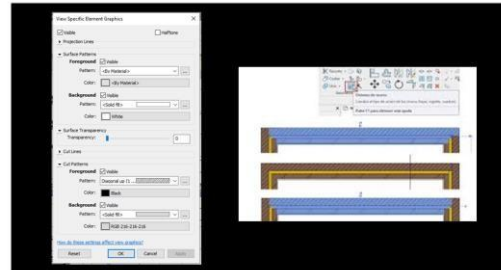 View Specific Element Graphics
Visible
Halftone
Projection Lines
Surface Patterns
Foreground Visible
Pattern: <By Material>
Color: <By Material>
Background Visible
Pattern: <Solid fill>
Color: White
Surface Transparency
Transparency: 0
Cut Lines
Cut Patterns
Foreground Visible
Pattern: Diagonal up (1 ...
Color: Black
Background Visible
Pattern: <Solid fill>
Color: RGB 216-216-216
How do these settings affect view graphics?
Reset OK Cancel Apply